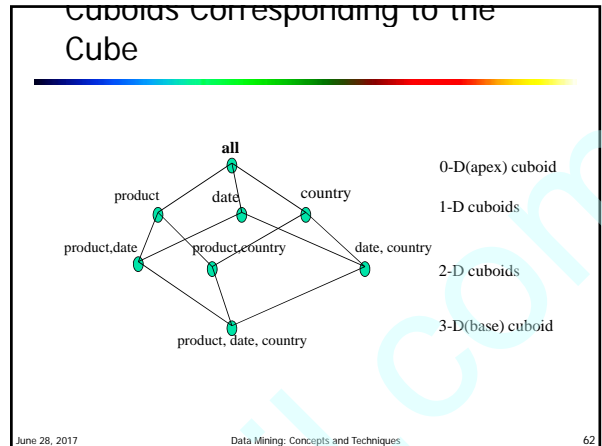 Cuboids Corresponding to the
Cube
all
0-D(apex) cuboid
product
date
country
1-D cuboids
product,date
product,country
date, country
2-D cuboids
3-D(base) cuboid
product, date, country
June 28, 2017
Data Mining: Concepts and Techniques
62